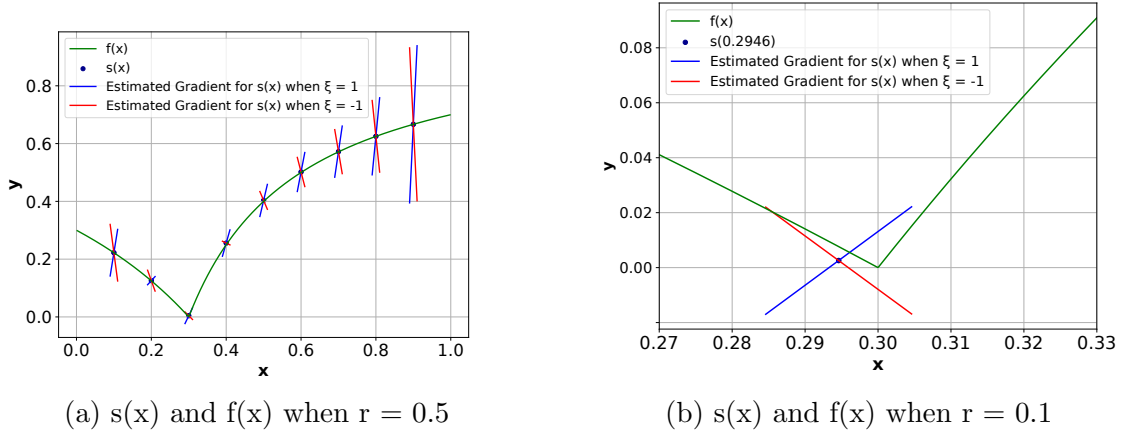 f(x)
s(x)
Estimated Gradient for s(x) when ξ = 1
Estimated Gradient for s(x) when ξ = -1
0.8
0.6
0.4
0.2
0.0
y
0.0 0.2 0.4 0.6 0.8 1.0
x
(a) s(x) and f(x) when r = 0.5
f(x)
s(0.2946)
Estimated Gradient for s(x) when ξ = 1
Estimated Gradient for s(x) when ξ = -1
0.08
0.06
0.04
0.02
0.00
y
0.27 0.28 0.29 0.30 0.31 0.32 0.33
x
(b) s(x) and f(x) when r = 0.1